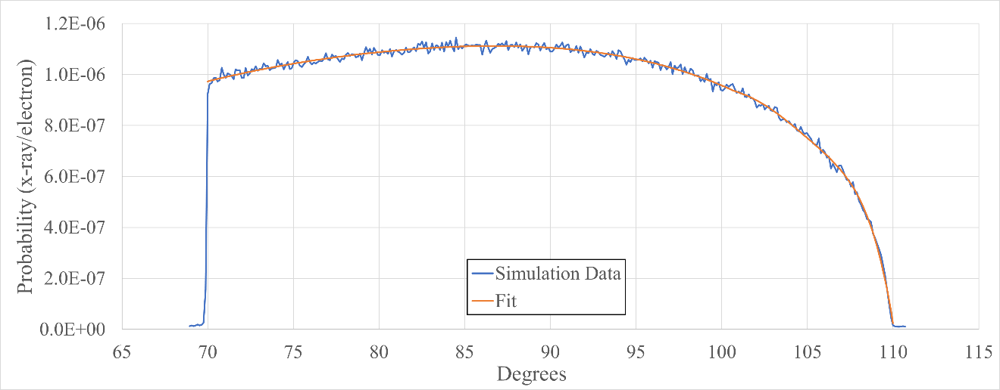 Probability (x-ray/electron)
1.2E-06
1.0E-06
8.0E-07
6.0E-07
4.0E-07
2.0E-07
0.0E+00
Simulation Data
Fit
65 70 75 80 85 90 95 100 105 110 115
Degrees